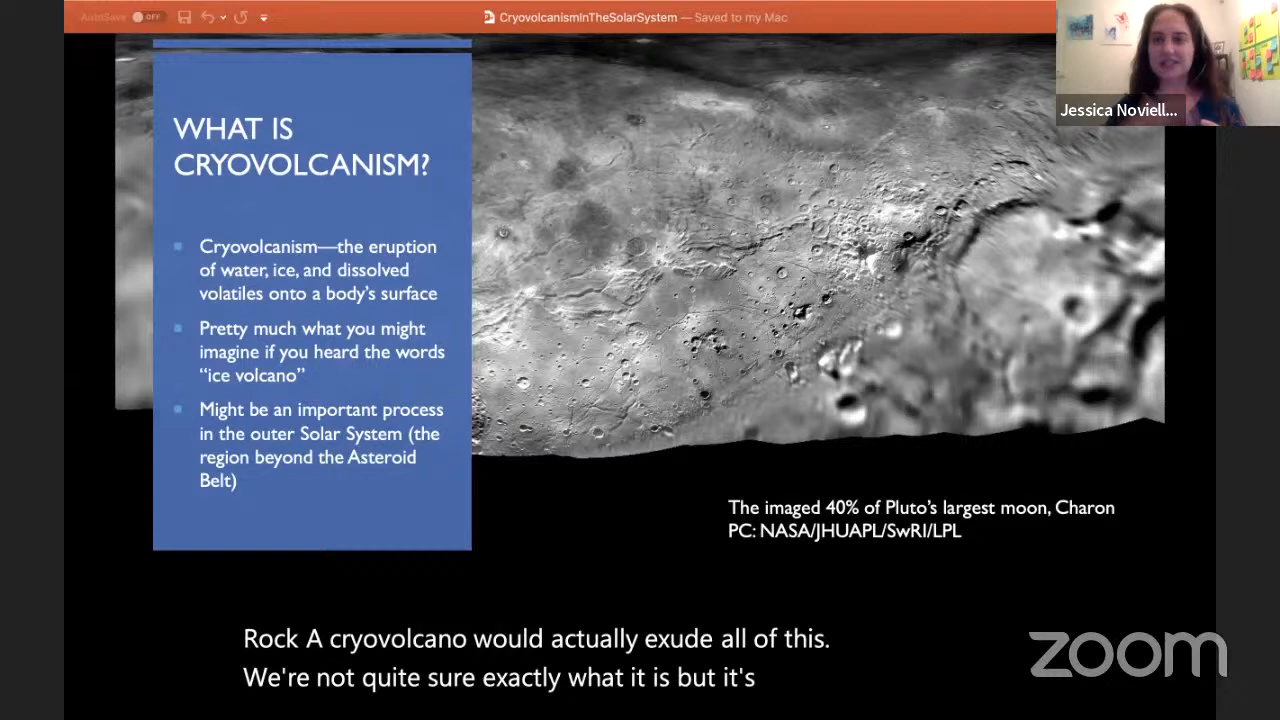 AutoSave OFF
CryovolcanismInTheSolarSystem — Saved to my Mac
Jessica Noviell...
WHAT IS
CRYOVOLCANISM?
Cryovolcanism—the eruption
of water, ice, and dissolved
volatiles onto a body's surface
Pretty much what you might
imagine if you heard the words
“ice volcano”
Might be an important process
in the outer Solar System (the
region beyond the Asteroid
Belt)
The imaged 40% of Pluto's largest moon, Charon
PC: NASA/JHUAPL/SwRI/LPL
Rock A cryovolcano would actually exude all of this.
We're not quite sure exactly what it is but it's
zoom